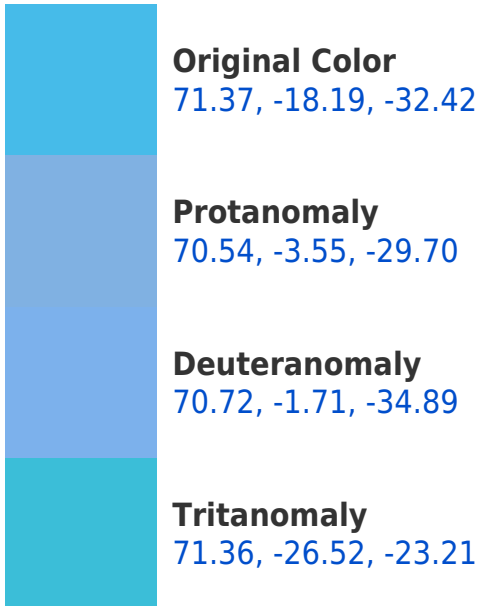 Original Color
71.37, -18.19, -32.42
Protanomaly
70.54, -3.55, -29.70
Deuteranomaly
70.72, -1.71, -34.89
Tritanomaly
71.36, -26.52, -23.21